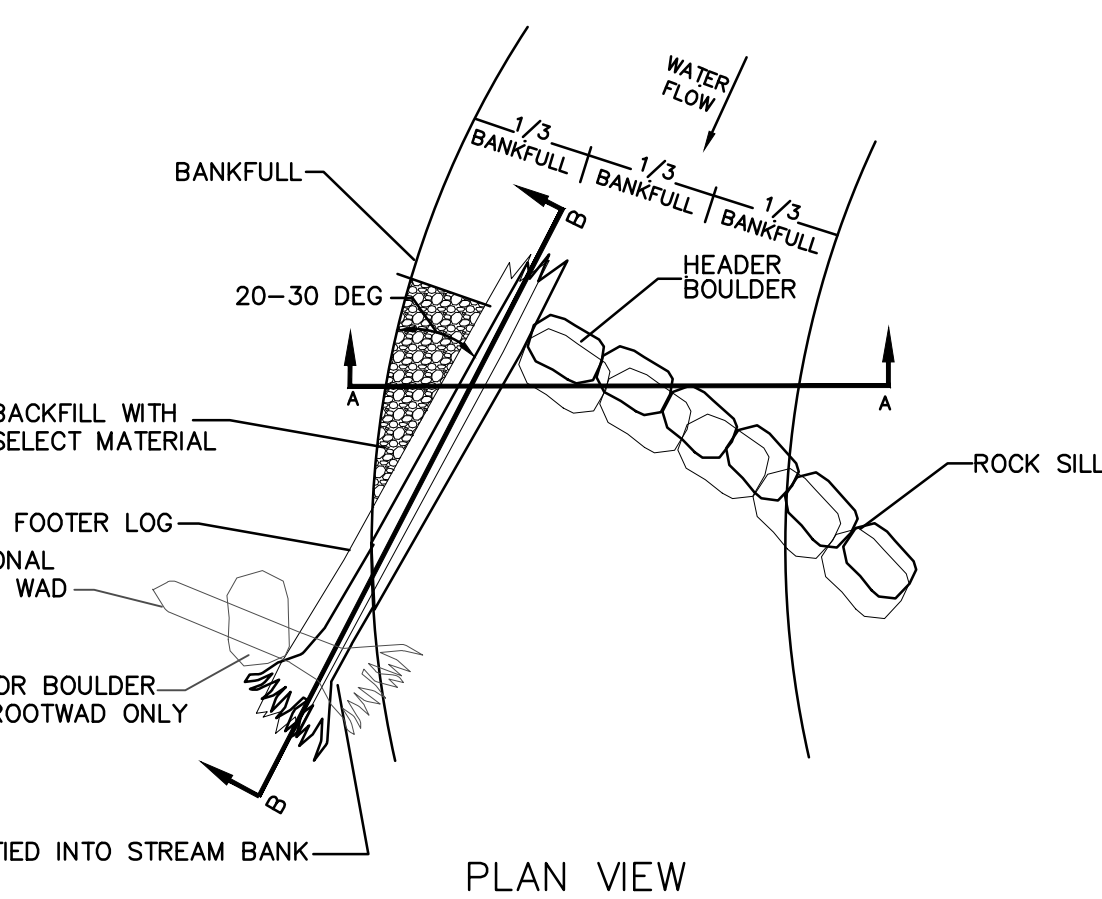 WATER
FLOW
1/3
BANKFULL
1/3
BANKFULL
1/3
BANKFULL
BANKFULL
B
HEADER
BOULDER
20-30 DEG
A
A
BACKFILL WITH
SELECT MATERIAL
ROCK SILL
FOOTER LOG
ONAL
WAD
OR BOULDER
ROOTWAD ONLY
B
TIED INTO STREAM BANK
PLAN VIEW